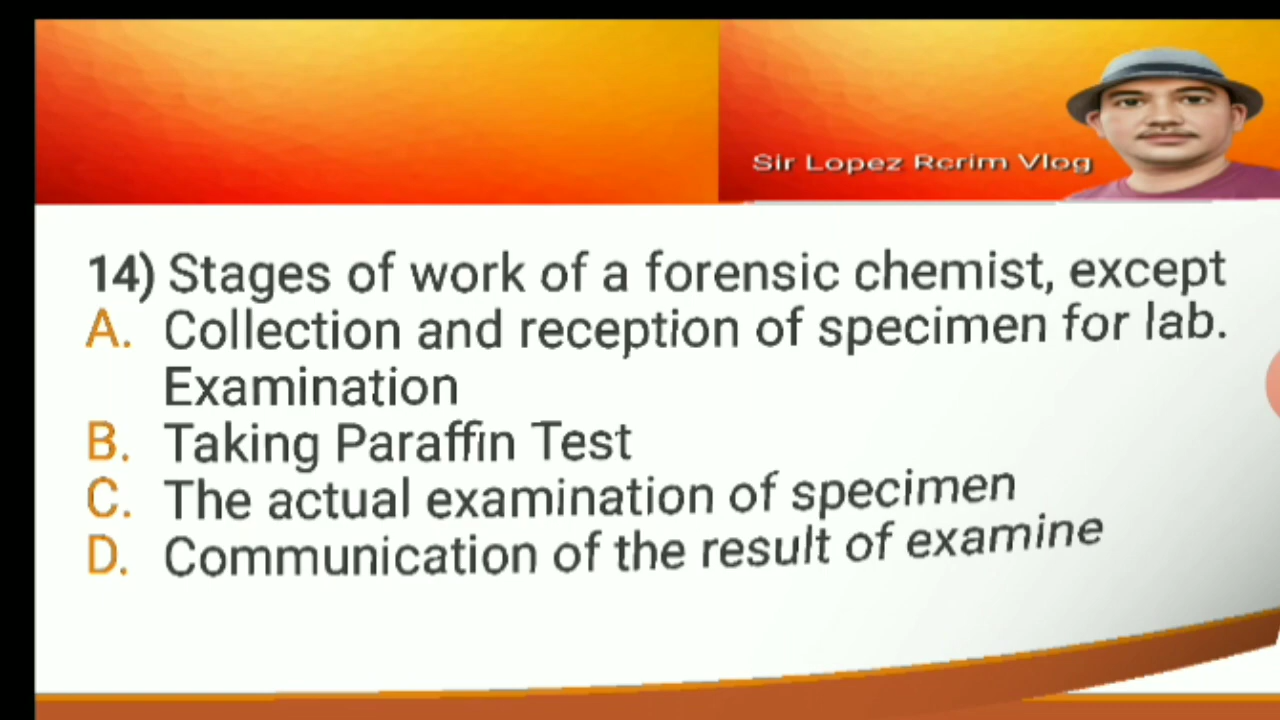 Sir Lopez Rcrim Vlog
14) Stages of work of a forensic chemist, except
A. Collection and reception of specimen for lab.
Examination
B. Taking Paraffin Test
C. The actual examination of specimen
D. Communication of the result of examine